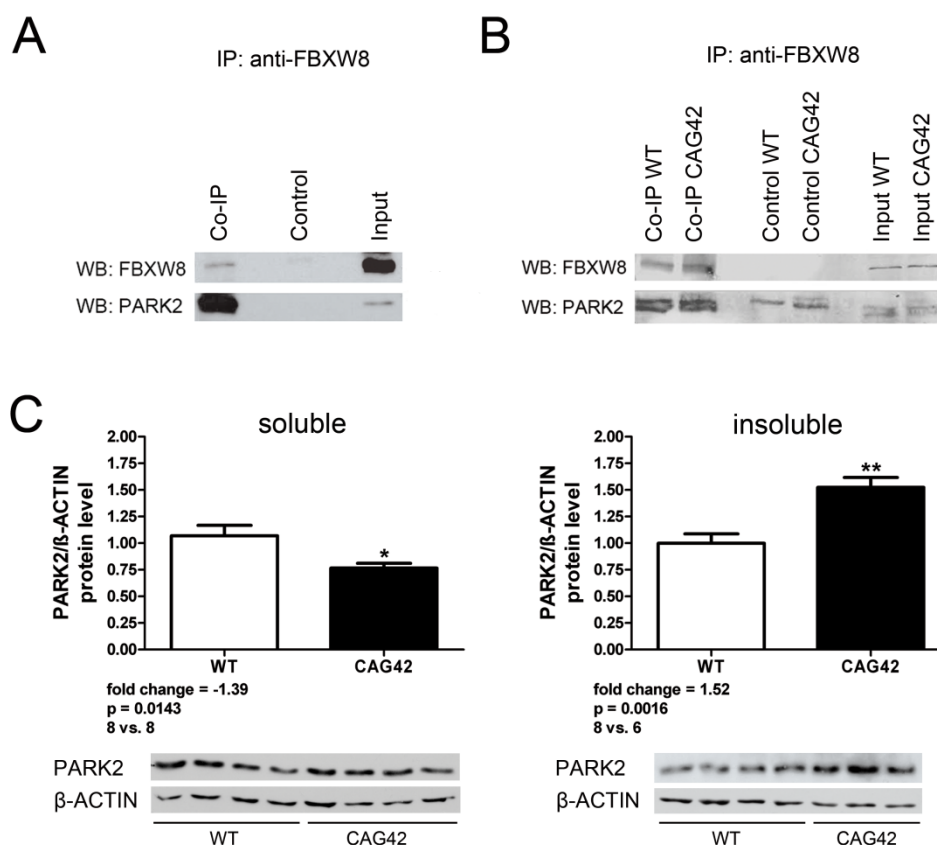 A
IP: anti-FBXW8
Co-IP
Control
Input
WB: FBXW8
WB: PARK2
B
IP: anti-FBXW8
Co-IP WT
Co-IP CAG42
Control WT
Control CAG42
Input WT
Input CAG42
WB: FBXW8
WB: PARK2
C
soluble
PARK2/ß-ACTIN
protein level
2.00
1.75
1.50
1.25
1.00
0.75
0.50
0.25
0.00
*
WT CAG42
fold change = -1.39
p = 0.0143
8 vs. 8
PARK2
β-ACTIN
WT CAG42
insoluble
PARK2/ß-ACTIN
protein level
2.00
1.75
1.50
1.25
1.00
0.75
0.50
0.25
0.00
**
WT CAG42
fold change = 1.52
p = 0.0016
8 vs. 6
PARK2
β-ACTIN
WT CAG42